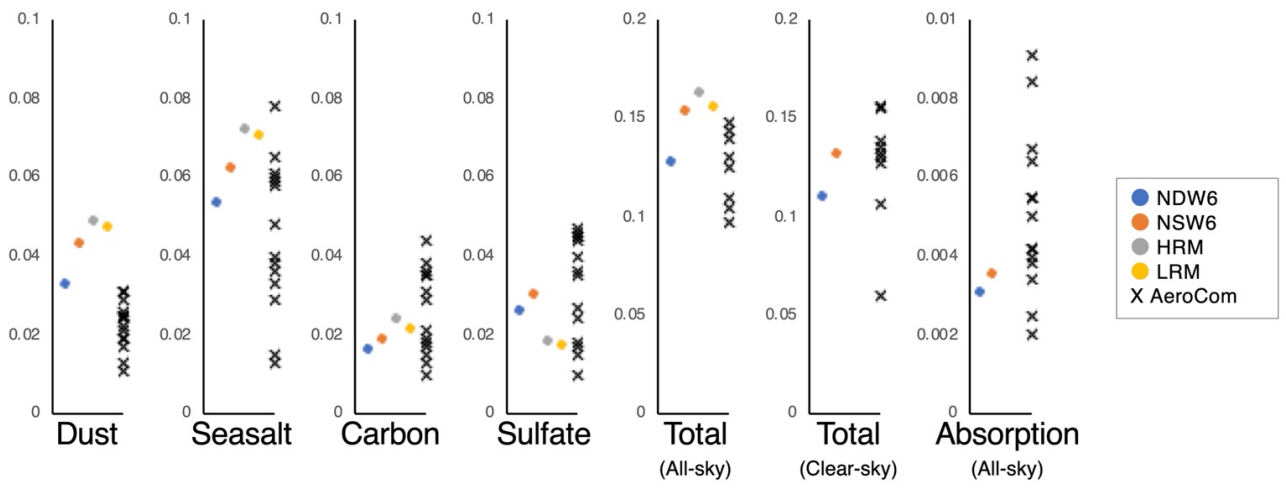 0.1
0.08
0.06
0.04
0.02
0
Dust
0.1
0.08
0.06
0.04
0.02
0
Seasalt
0.1
0.08
0.06
0.04
0.02
0
Carbon
0.1
0.08
0.06
0.04
0.02
0
Sulfate
0.2
0.15
0.1
0.05
0
Total
(All-sky)
0.2
0.15
0.1
0.05
0
Total
(Clear-sky)
0.01
0.008
0.006
0.004
0.002
0
Absorption
(All-sky)
NDW6
NSW6
HRM
LRM
X AeroCom